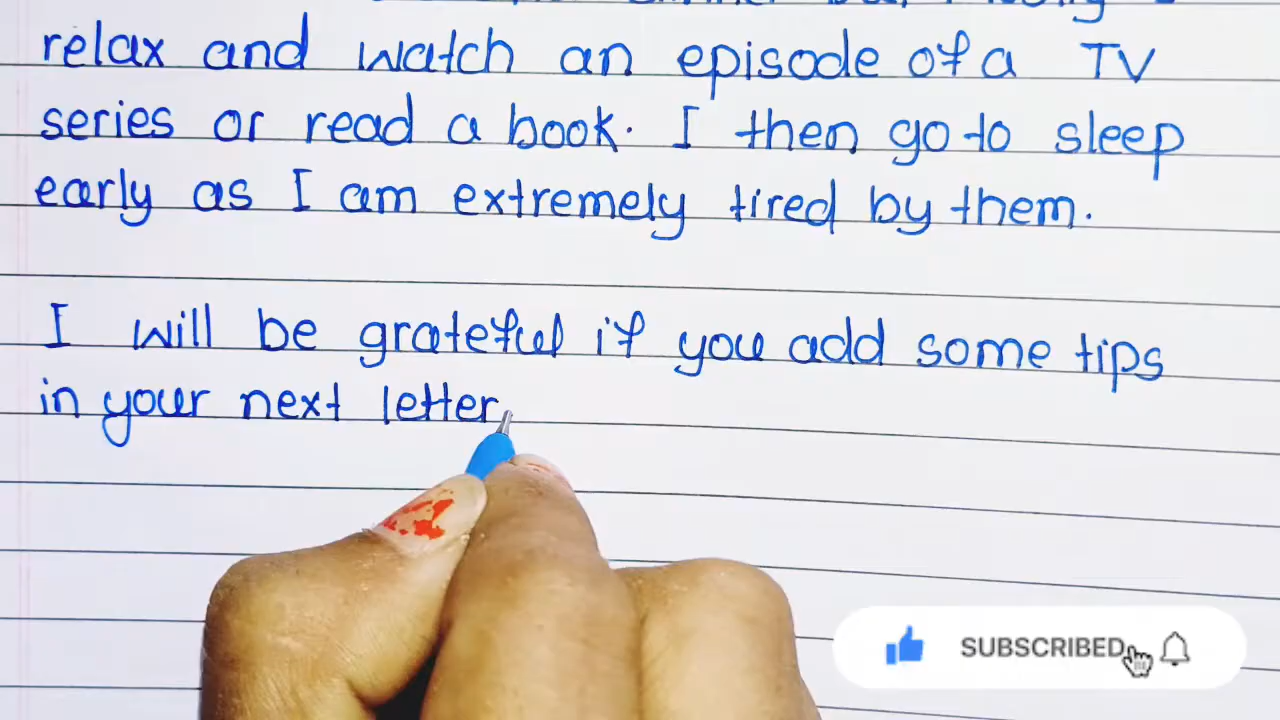 relax and watch an episode of a TV
series or read a book. I then go to sleep
early as I am extremely tired by them.
I will be grateful if you add some tips
in your next letter
SUBSCRIBED